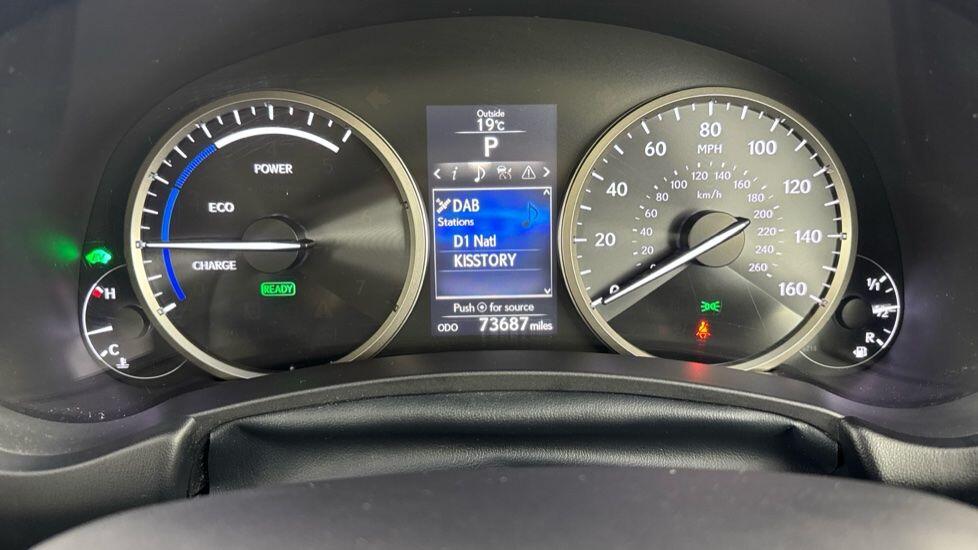 POWER
ECO
CHARGE
READY
H
C
Outside
19°c
P
< i >
DAB
Stations
D1 Natl
KISSTORY
Push for source
ODO 73687 miles
0
20
40
60
80
100
120
140
160
MPH
20
40
60
80
100
120
140
160
180
200
220
240
260
km/h
1/1
1/2
R